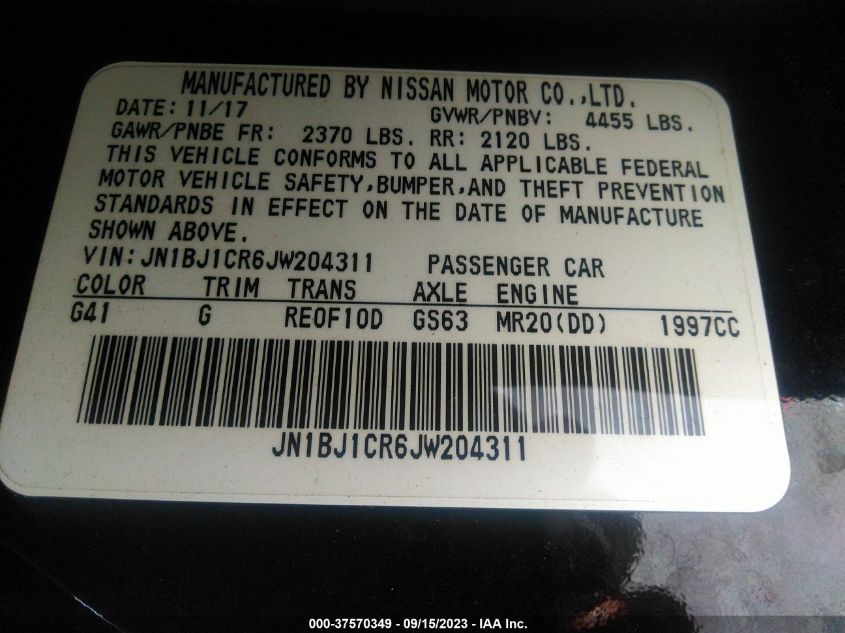 MANUFACTURED BY NISSAN MOTOR CO.,LTD.
DATE: 11/17 GVWR/PNBV: 4455 LBS.
GAWR/PNBE FR: 2370 LBS. RR: 2120 LBS.
THIS VEHICLE CONFORMS TO ALL APPLICABLE FEDERAL
MOTOR VEHICLE SAFETY,BUMPER,AND THEFT PREVENTION
STANDARDS IN EFFECT ON THE DATE OF MANUFACTURE
SHOWN ABOVE.
VIN: JN1BJ1CR6JW204311 PASSENGER CAR
COLOR TRIM TRANS AXLE ENGINE
G41 G RE0F10D GS63 MR20(DD) 1997CC
JN1BJ1CR6JW204311
000-37570349 - 09/15/2023 - IAA Inc.